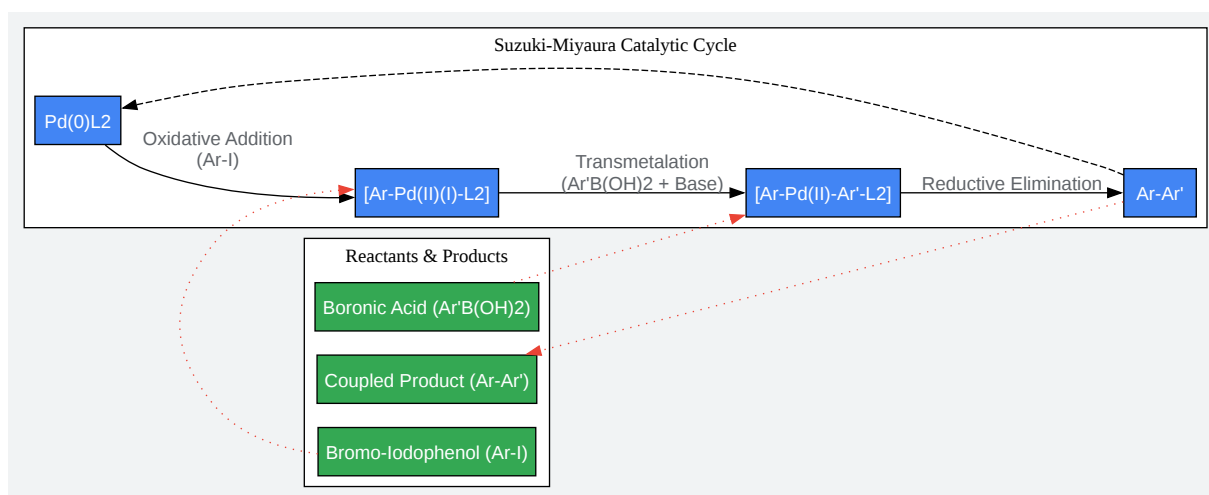 Suzuki-Miyaura Catalytic Cycle
Pd(0)L2
Oxidative Addition
(Ar-I)
[Ar-Pd(II)(I)-L2]
Transmetalation
(Ar'B(OH)2 + Base)
[Ar-Pd(II)-Ar'-L2]
Reductive Elimination
Ar-Ar'
Reactants & Products
Boronic Acid (Ar'B(OH)2)
Coupled Product (Ar-Ar')
Bromo-Iodophenol (Ar-I)